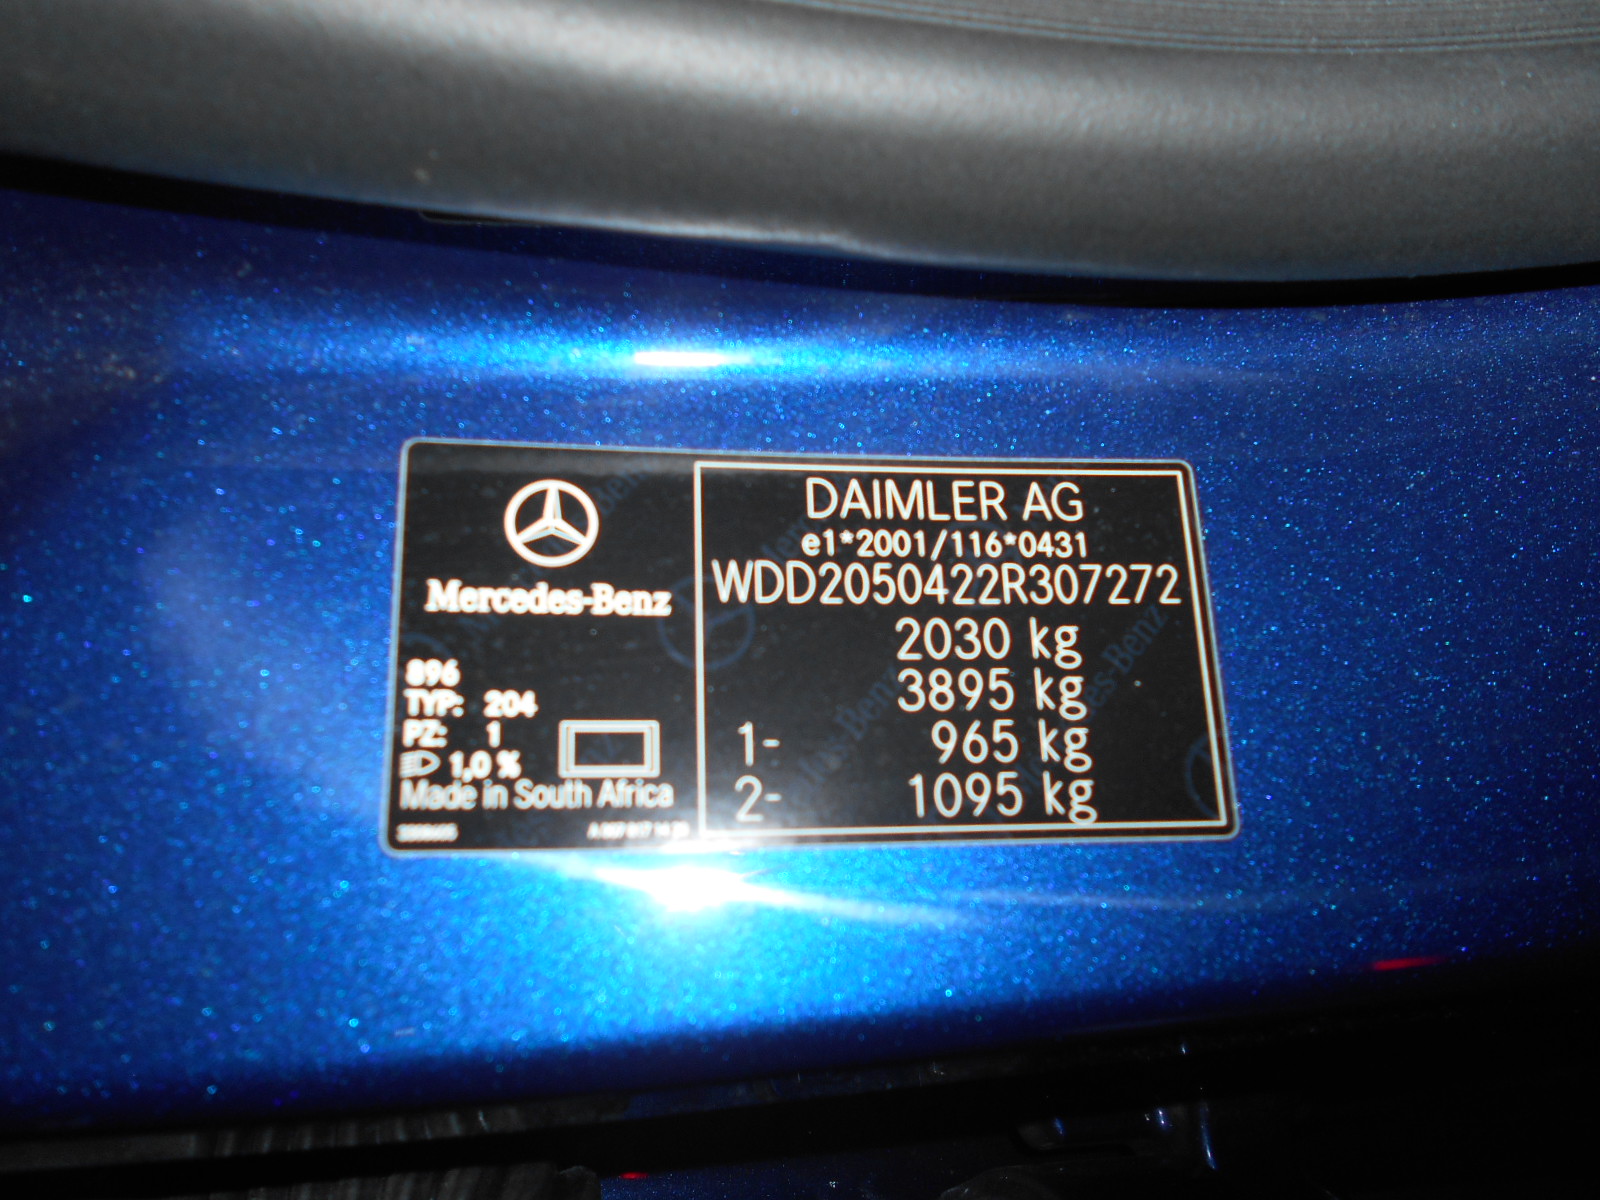 Mercedes-Benz
896
TYP: 204
PZ: 1
1,0 %
Made in South Africa
DAIMLER AG
e1*2001/116*0431
WDD2050422R307272
2030 kg
3895 kg
1- 965 kg
2- 1095 kg